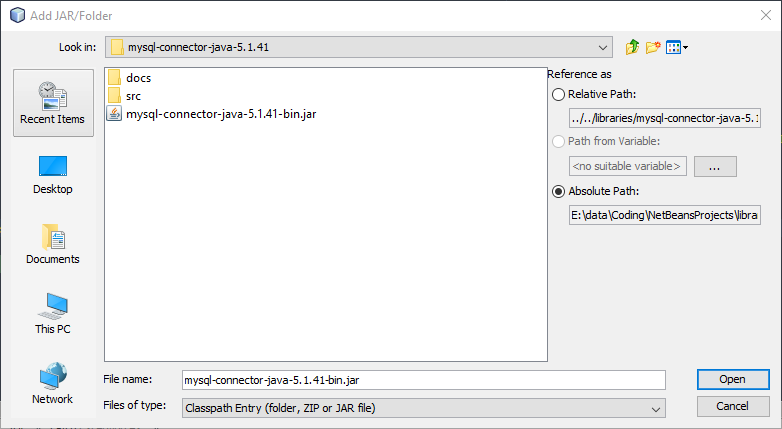 Add JAR/Folder
Look in:
mysql-connector-java-5.1.41
Recent Items
Desktop
Documents
This PC
Network
docs
src
mysql-connector-java-5.1.41-bin.jar
Reference as
Relative Path:
../../libraries/mysql-connector-java-5.1
Path from Variable:
<no suitable variable>
...
Absolute Path:
E:\data\Coding\NetBeansProjects\libra
File name:
mysql-connector-java-5.1.41-bin.jar
Open
Files of type:
Classpath Entry (folder, ZIP or JAR file)
Cancel